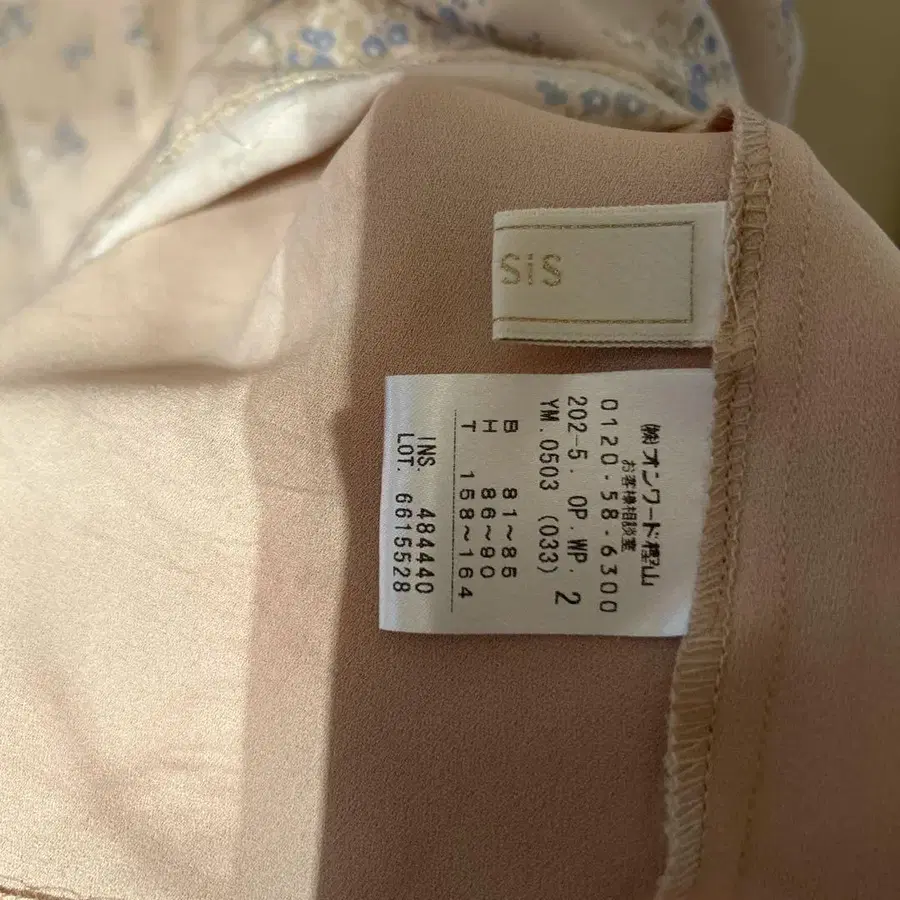 SiS
㈱オンワード樫山
お客様相談室
0120・58・6300
202-5. OP. WP. 2
YM. 0503 (033)
B 81〜85
H 86〜90
T 158〜164
INS. 484440
LOT. 6615528